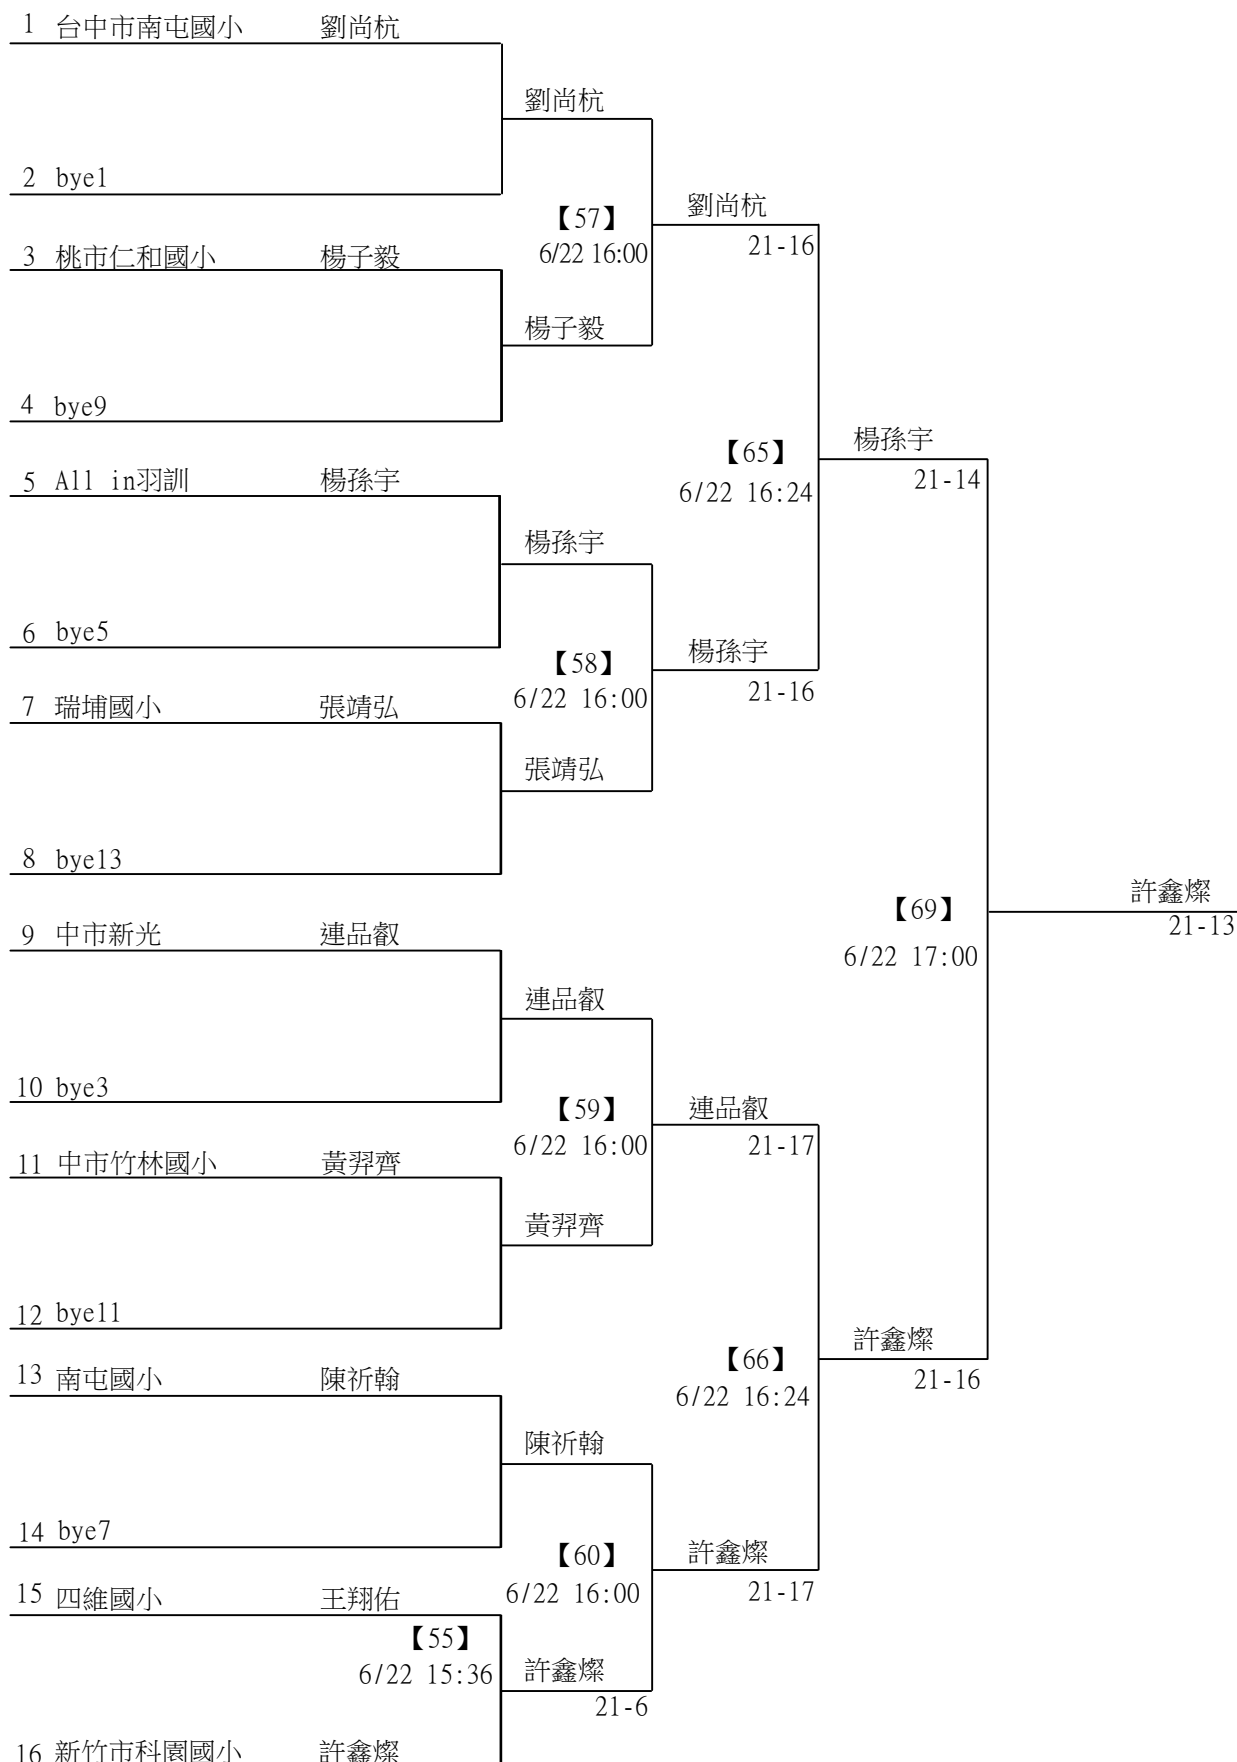 1 台中市南屯國小 劉尚杭
劉尚杭
2 bye1
劉尚杭
【57】
21-16
3 桃市仁和國小 楊子毅
6/22 16:00
楊子毅
4 bye9
楊孫宇
【65】
21-14
5 All in羽訓 楊孫宇
6/22 16:24
楊孫宇
6 bye5
楊孫宇
【58】
21-16
6/22 16:00
7 瑞埔國小 張靖弘
張靖弘
8 bye13
許鑫燦
【69】
21-13
9 中市新光 連品叡
6/22 17:00
連品叡
10 bye3
【59】
連品叡
6/22 16:00
21-17
11 中市竹林國小 黃羿齊
黃羿齊
12 bye11
許鑫燦
【66】
21-16
13 南屯國小 陳祈翰
6/22 16:24
陳祈翰
14 bye7
【60】
許鑫燦
6/22 16:00
21-17
15 四維國小 王翔佑
【55】
6/22 15:36
許鑫燦
21-6
16 新竹市科園國小 許鑫燦